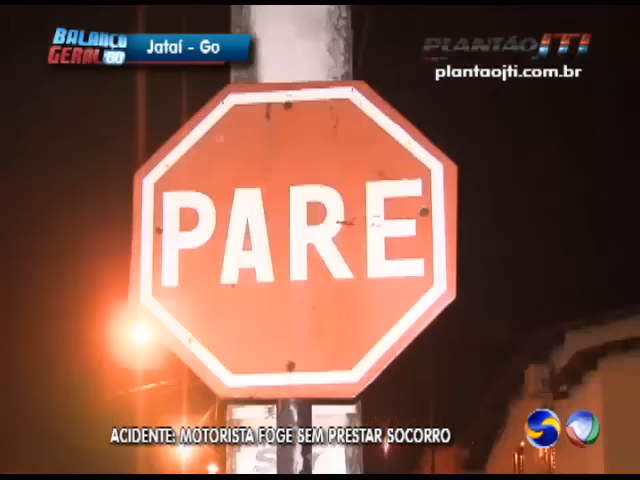 BALANÇO
GERAL GO
Jataí - Go
PLANTÃO JTI
plantaojti.com.br
PARE
ACIDENTE: MOTORISTA FOGE SEM PRESTAR SOCORRO